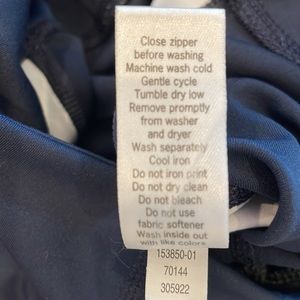 Close zipper
before washing
Machine wash cold
Gentle cycle
Tumble dry low
Remove promptly
from washer
and dryer
Wash separately
Cool iron
Do not iron print
Do not dry clean
Do not bleach
Do not use
fabric softener
Wash inside out
with like colors
153850-01
70144
305922